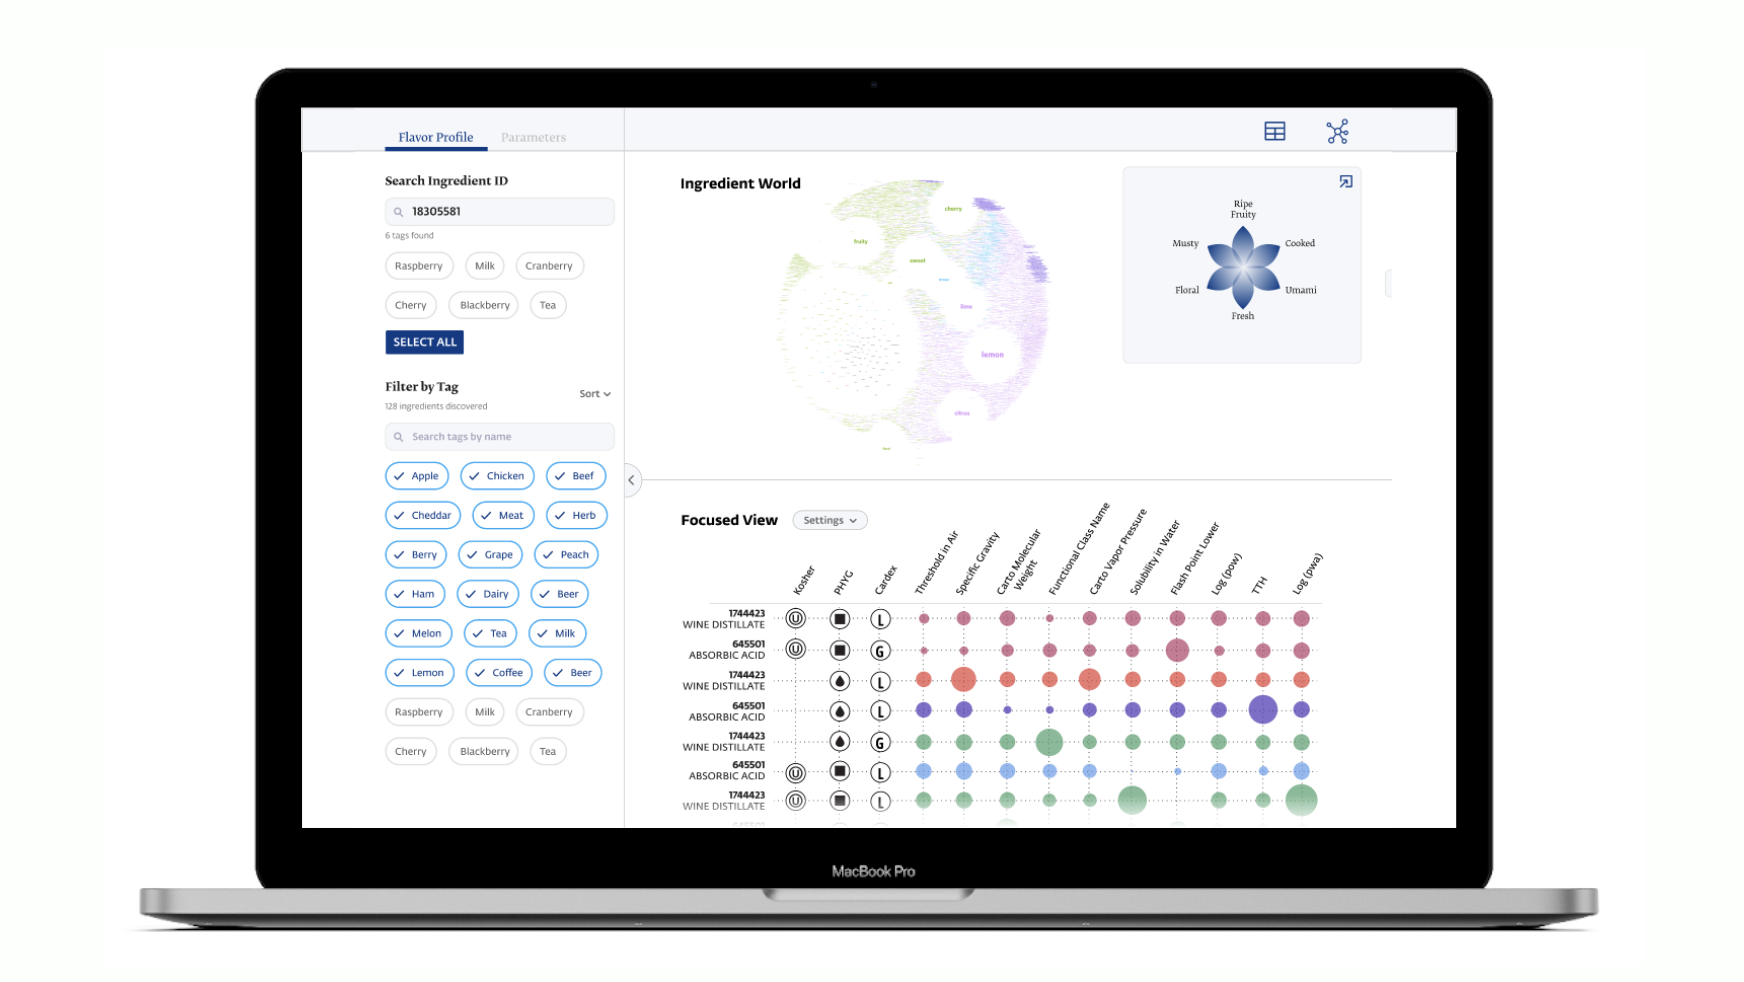 Flavor Profile
Parameters
Search Ingredient ID
18305581
6 tags found
Raspberry
Milk
Cranberry
Cherry
Blackberry
Tea
SELECT ALL
Filter by Tag
Sort
128 ingredients discovered
Search tags by name
Apple
Chicken
Beef
Cheddar
Meat
Herb
Berry
Grape
Peach
Ham
Dairy
Beer
Melon
Tea
Milk
Lemon
Coffee
Beer
Raspberry
Milk
Cranberry
Cherry
Blackberry
Tea
Ingredient World
cherry
fruity
sweet
lime
lemon
citrus
Ripe
Fruity
Musty
Cooked
Floral
Umami
Fresh
Focused View
Settings
Kosher
PHYG
Cardex
Threshold in Air
Specific Gravity
Carto Molecular
Weight
Functional Class Name
Carto Vapor Pressure
Solubility in Water
Flash Point Lower
Log (pow)
TTH
Log (pwa)
1744423
WINE DISTILLATE
U
L
645501
ABSORBIC ACID
U
G
1744423
WINE DISTILLATE
L
645501
ABSORBIC ACID
L
1744423
WINE DISTILLATE
G
645501
ABSORBIC ACID
U
L
1744423
WINE DISTILLATE
U
L
MacBook Pro